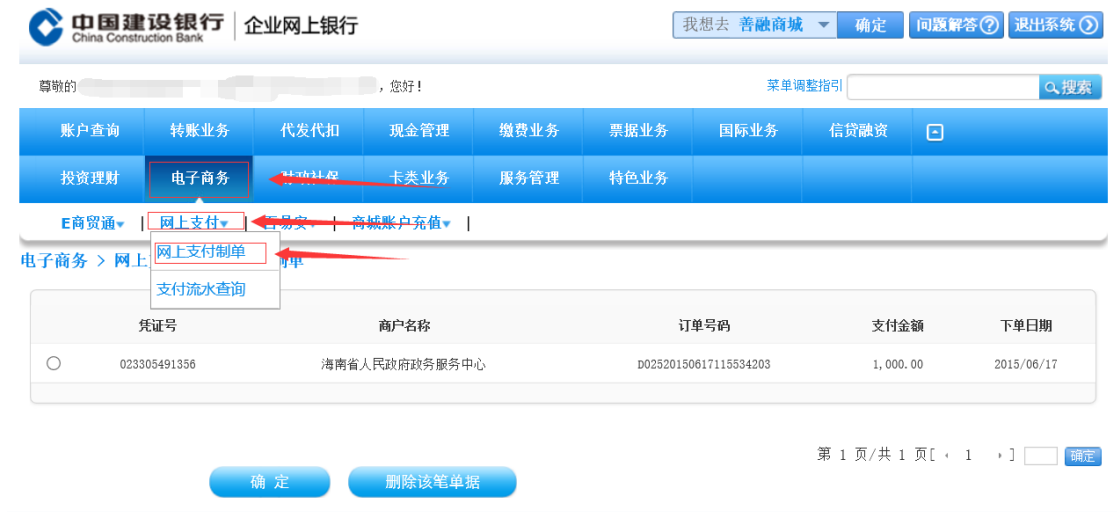 中国建设银行 企业网上银行
China Construction Bank
我想去 善融商城 确定 问题解答 退出系统
尊敬的 ，您好！ 菜单调整指引 搜索
账户查询 转账业务 代发代扣 现金管理 缴费业务 票据业务 国际业务 信贷融资
投资理财 电子商务 财政社保 卡类业务 服务管理 特色业务
E商贸通 | 网上支付 | 百易安 | 商城账户充值 |
网上支付制单
电子商务 > 网上 制单
支付流水查询
凭证号 商户名称 订单号码 支付金额 下单日期
023305491356 海南省人民政府政务服务中心 D02520150617115534203 1,000.00 2015/06/17
第 1 页/共 1 页[ 1 ] 确定
确 定 删除该笔单据